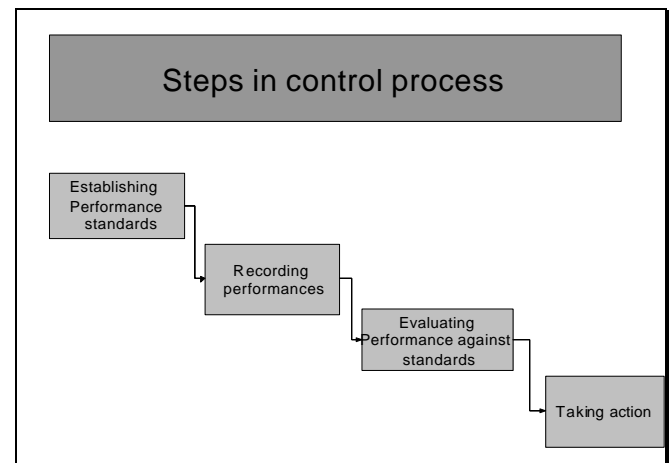 Steps in control process
Establishing
Performance
standards
Recording
performances
Evaluating
Performance against
standards
Taking action